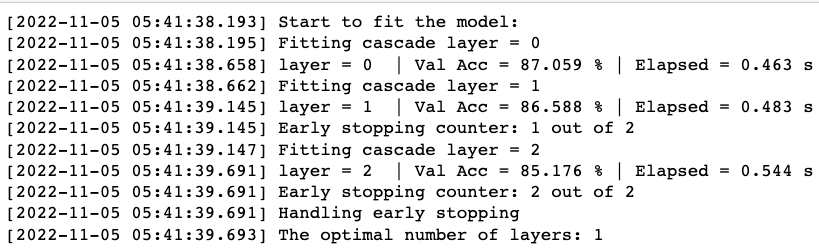 [2022-11-05 05:41:38.193] Start to fit the model:
[2022-11-05 05:41:38.195] Fitting cascade layer = 0
[2022-11-05 05:41:38.658] layer = 0  | Val Acc = 87.059 % | Elapsed = 0.463 s
[2022-11-05 05:41:38.662] Fitting cascade layer = 1
[2022-11-05 05:41:39.145] layer = 1  | Val Acc = 86.588 % | Elapsed = 0.483 s
[2022-11-05 05:41:39.145] Early stopping counter: 1 out of 2
[2022-11-05 05:41:39.147] Fitting cascade layer = 2
[2022-11-05 05:41:39.691] layer = 2  | Val Acc = 85.176 % | Elapsed = 0.544 s
[2022-11-05 05:41:39.691] Early stopping counter: 2 out of 2
[2022-11-05 05:41:39.691] Handling early stopping
[2022-11-05 05:41:39.693] The optimal number of layers: 1